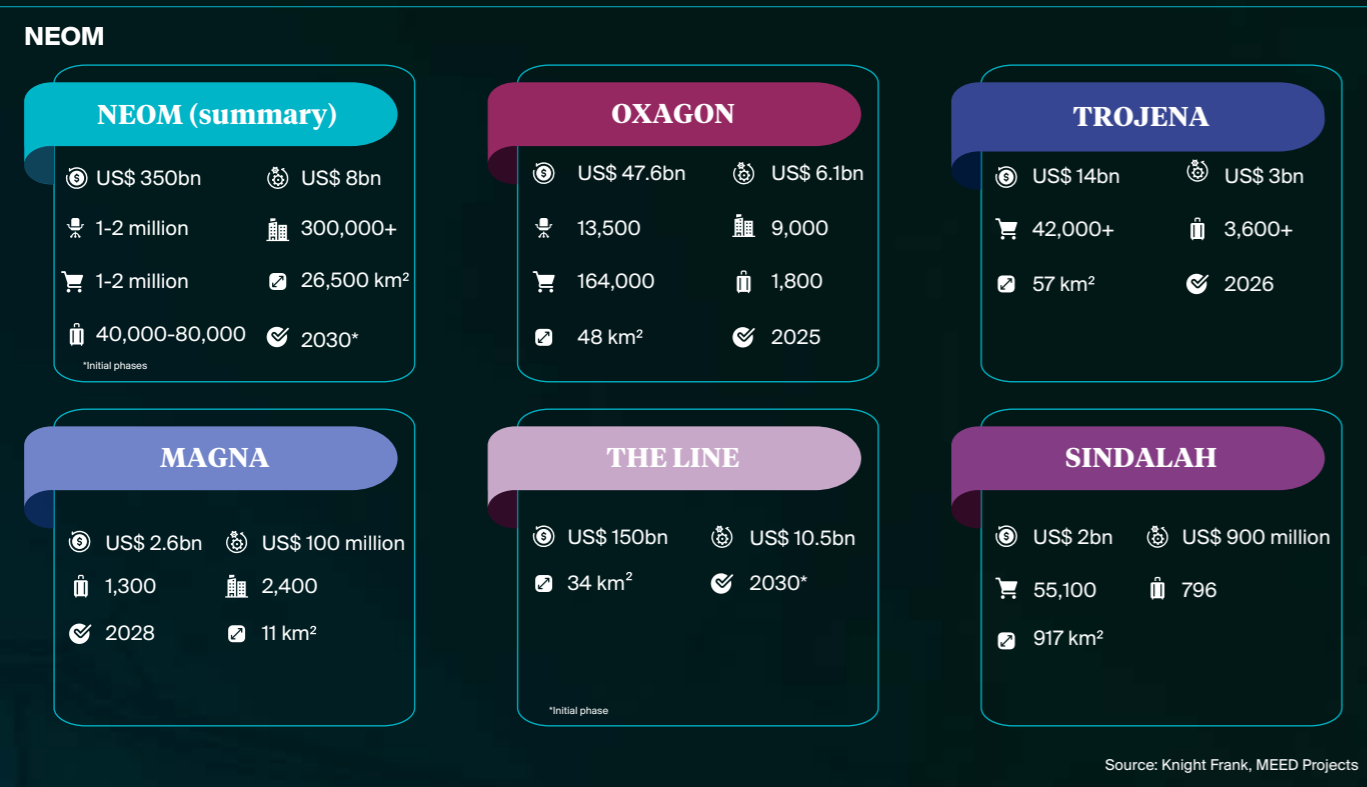 NEOM
NEOM (summary)
US$ 350bn
US$ 8bn
1-2 million
300,000+
1-2 million
26,500 km²
40,000-80,000
2030*
*Initial phases
OXAGON
US$ 47.6bn
US$ 6.1bn
13,500
9,000
164,000
1,800
48 km²
2025
TROJENA
US$ 14bn
US$ 3bn
42,000+
3,600+
57 km²
2026
MAGNA
US$ 2.6bn
US$ 100 million
1,300
2,400
2028
11 km²
THE LINE
US$ 150bn
US$ 10.5bn
34 km²
2030*
*Initial phase
SINDALAH
US$ 2bn
US$ 900 million
55,100
796
917 km²
Source: Knight Frank, MEED Projects